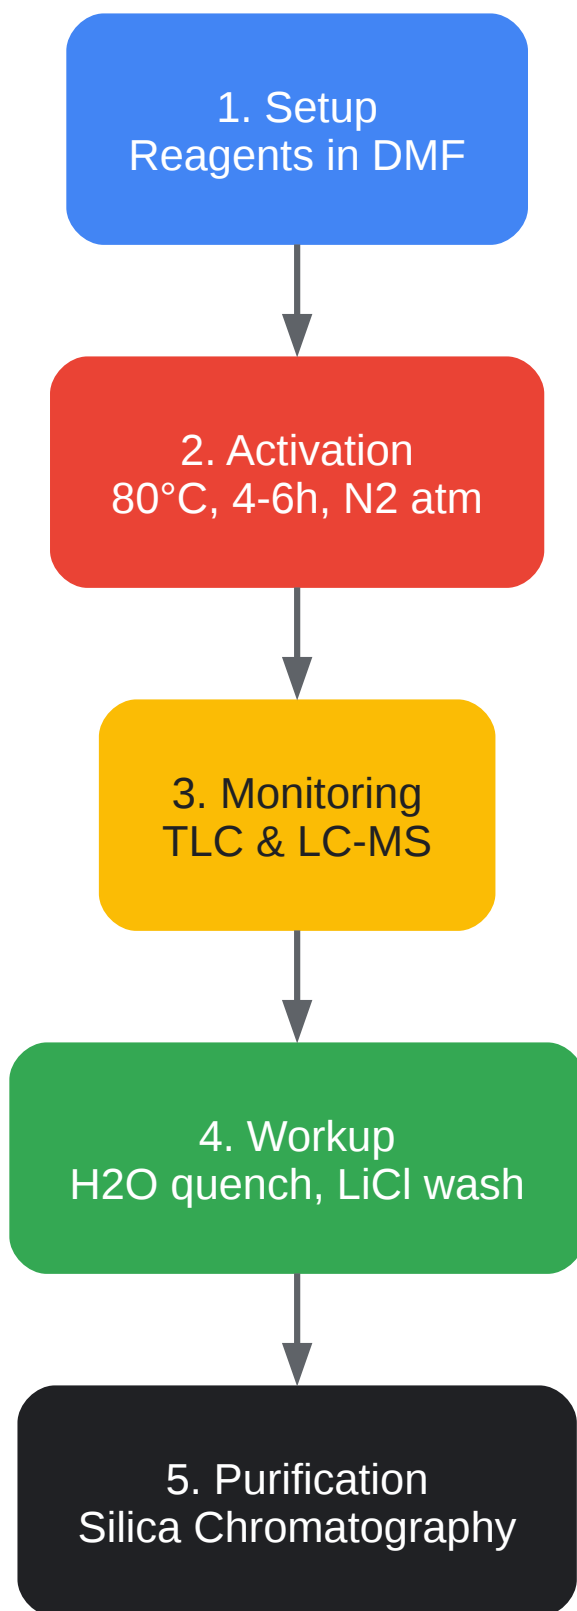 1. Setup
Reagents in DMF
2. Activation
80°C, 4-6h, N2 atm
3. Monitoring
TLC & LC-MS
4. Workup
H2O quench, LiCl wash
5. Purification
Silica Chromatography